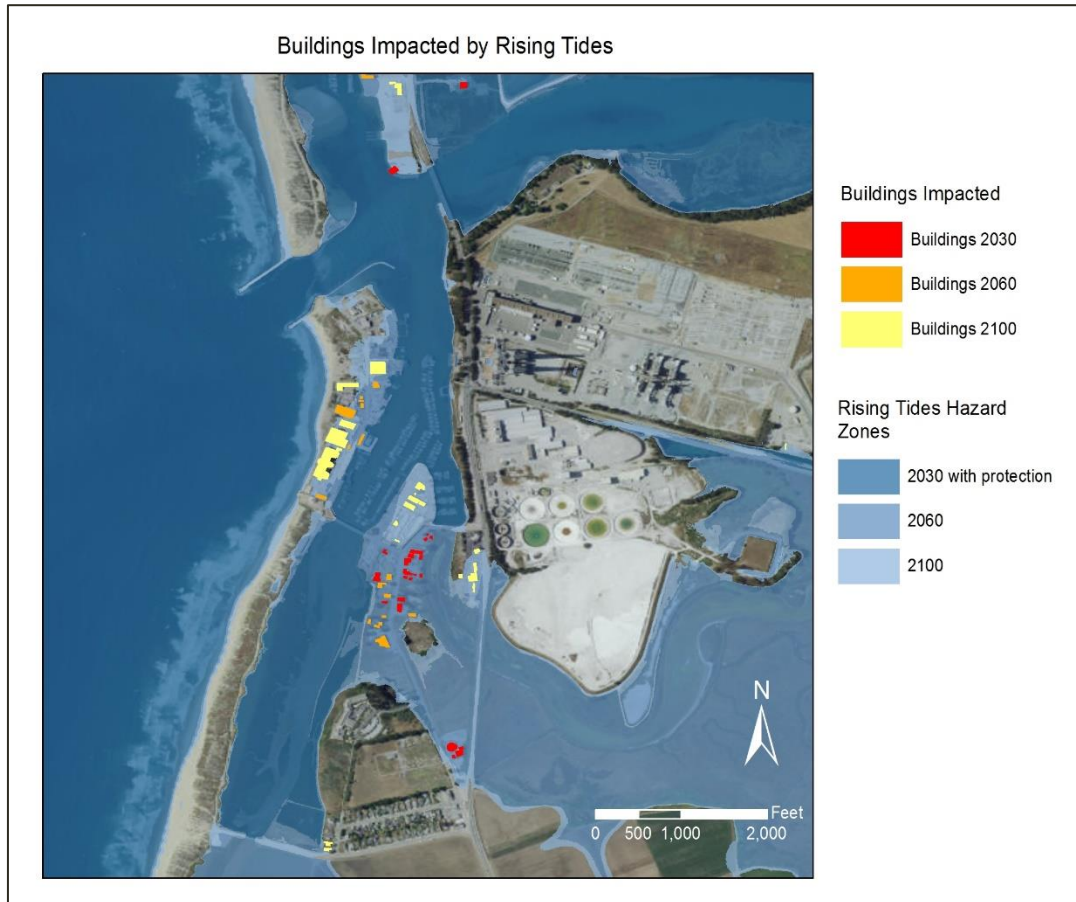 Buildings Impacted by Rising Tides
Buildings Impacted
Buildings 2030
Buildings 2060
Buildings 2100
Rising Tides Hazard
Zones
2030 with protection
2060
2100
N
Feet
0 500 1,000 2,000